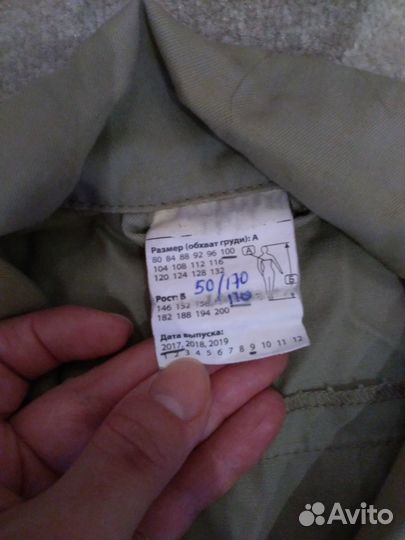 Размер (обхват груди): А
80 84 88 92 96 100
104 108 112 116
120 124 128 132
А
Б
50/170
Рост: Б
146 152 158 170
182 188 194 200
Дата выпуска:
2017, 2018, 2019
1 2 3 4 5 6 7 8 9 10 11 12
Avito